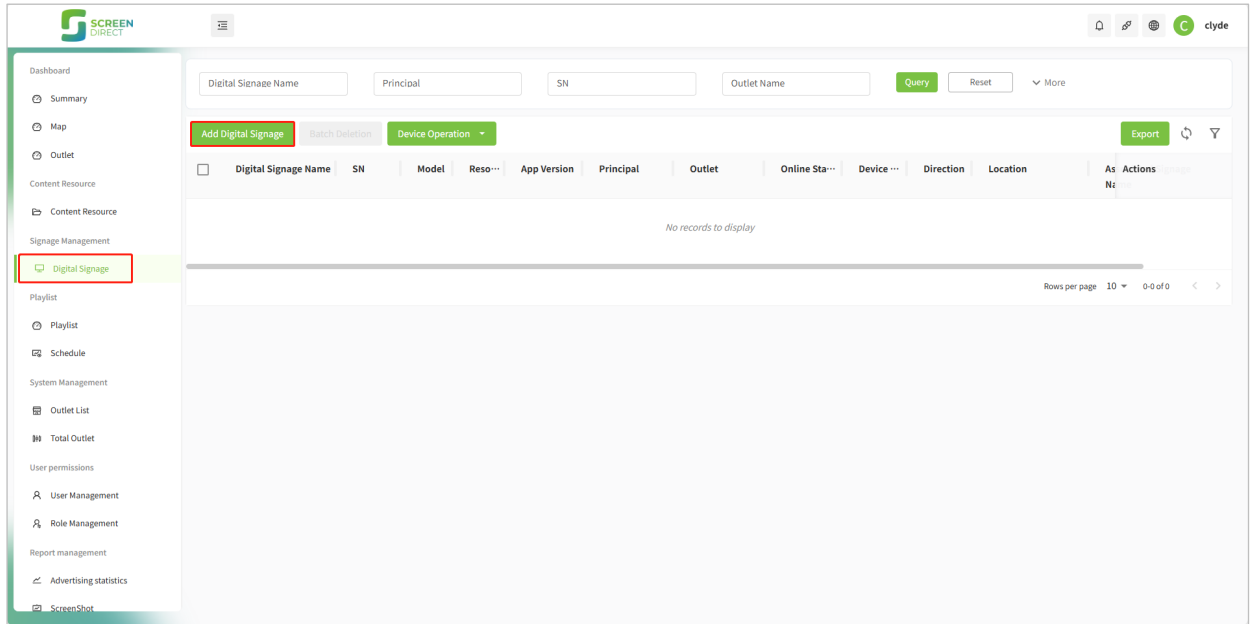 SCREEN
DIRECT
C
clyde
Dashboard
Summary
Map
Outlet
Content Resource
Content Resource
Signage Management
Digital Signage
Playlist
Playlist
Schedule
System Management
Outlet List
Total Outlet
User permissions
User Management
Role Management
Report management
Advertising statistics
ScreenShot
Digital Signage Name
Principal
SN
Outlet Name
Query
Reset
More
Add Digital Signage
Batch Deletion
Device Operation
Export
Digital Signage Name
SN
Model
Reso···
App Version
Principal
Outlet
Online Sta···
Device ···
Direction
Location
As
Na
Actions
No records to display
Rows per page
10
0-0 of 0